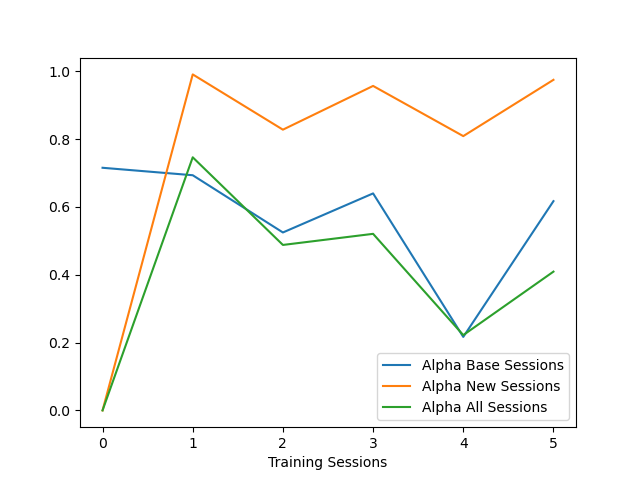 1.0
0.8
0.6
0.4
0.2
0.0
Alpha Base Sessions
Alpha New Sessions
Alpha All Sessions
0 1 2 3 4 5
Training Sessions